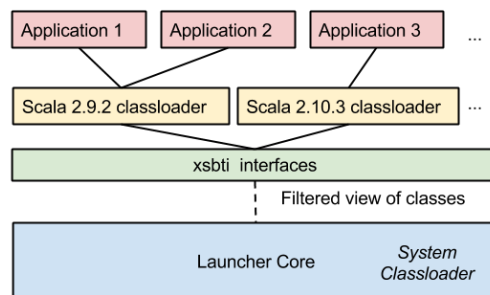 Application 1
Application 2
Application 3
...
Scala 2.9.2 classloader
Scala 2.10.3 classloader
...
xsbti interfaces
Filtered view of classes
Launcher Core
System
Classloader